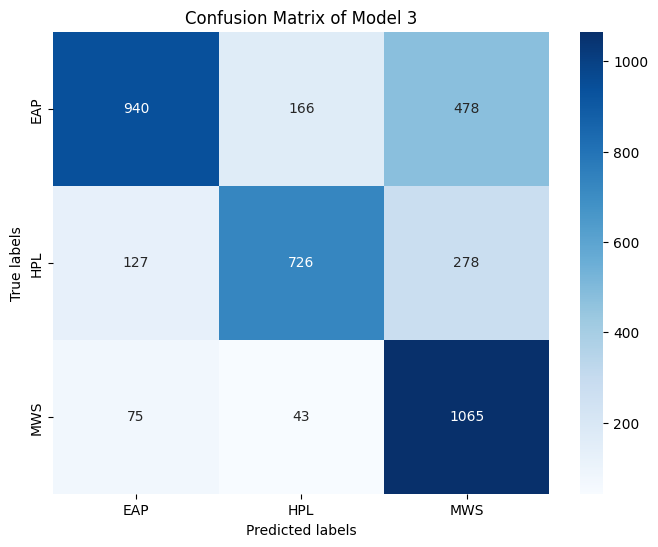 Confusion Matrix of Model 3
EAP 940 166 478
HPL 127 726 278
MWS 75 43 1065
EAP HPL MWS
Predicted labels
True labels
1000
800
600
400
200